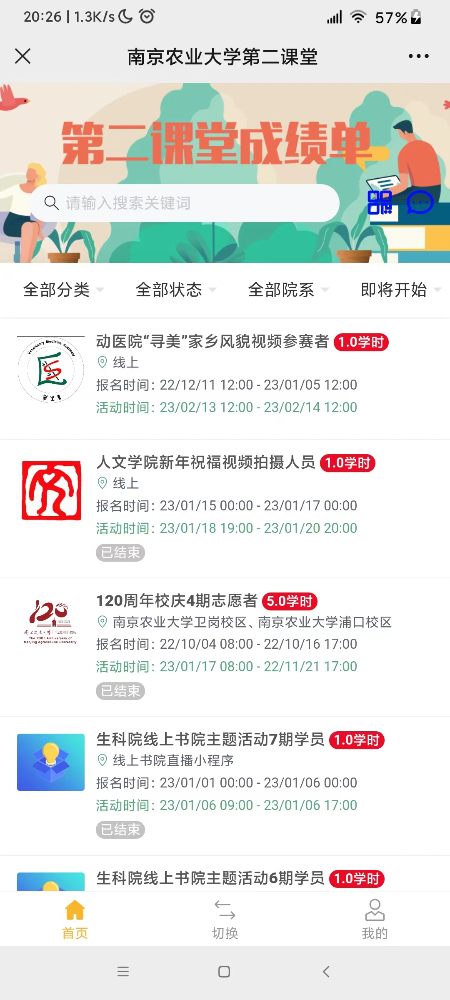 20:26 | 1.3K/s
57%
南京农业大学第二课堂
第二课堂成绩单
请输入搜索关键词
全部分类 全部状态 全部院系 即将开始
Veterinary Medicine Academy
动医院“寻美”家乡风貌视频参赛者 1.0学时
线上
报名时间：22/12/11 12:00 - 23/01/05 12:00
活动时间：23/02/13 12:00 - 23/02/14 12:00
人文学院新年祝福视频拍摄人员 1.0学时
线上
报名时间：23/01/15 00:00 - 23/01/17 00:00
活动时间：23/01/18 19:00 - 23/01/20 20:00
已结束
120
1902-2022
南京农业大学 | 120周年校庆
The 120th Anniversary of
Nanjing Agricultural University
120周年校庆4期志愿者 5.0学时
南京农业大学卫岗校区、南京农业大学浦口校区
报名时间：22/10/04 08:00 - 22/10/16 17:00
活动时间：23/01/17 08:00 - 22/11/21 17:00
已结束
生科院线上书院主题活动7期学员 1.0学时
线上书院直播小程序
报名时间：23/01/01 00:00 - 23/01/06 00:00
活动时间：23/01/06 09:00 - 23/01/06 17:00
已结束
生科院线上书院主题活动6期学员 1.0学时
首页 切换 我的